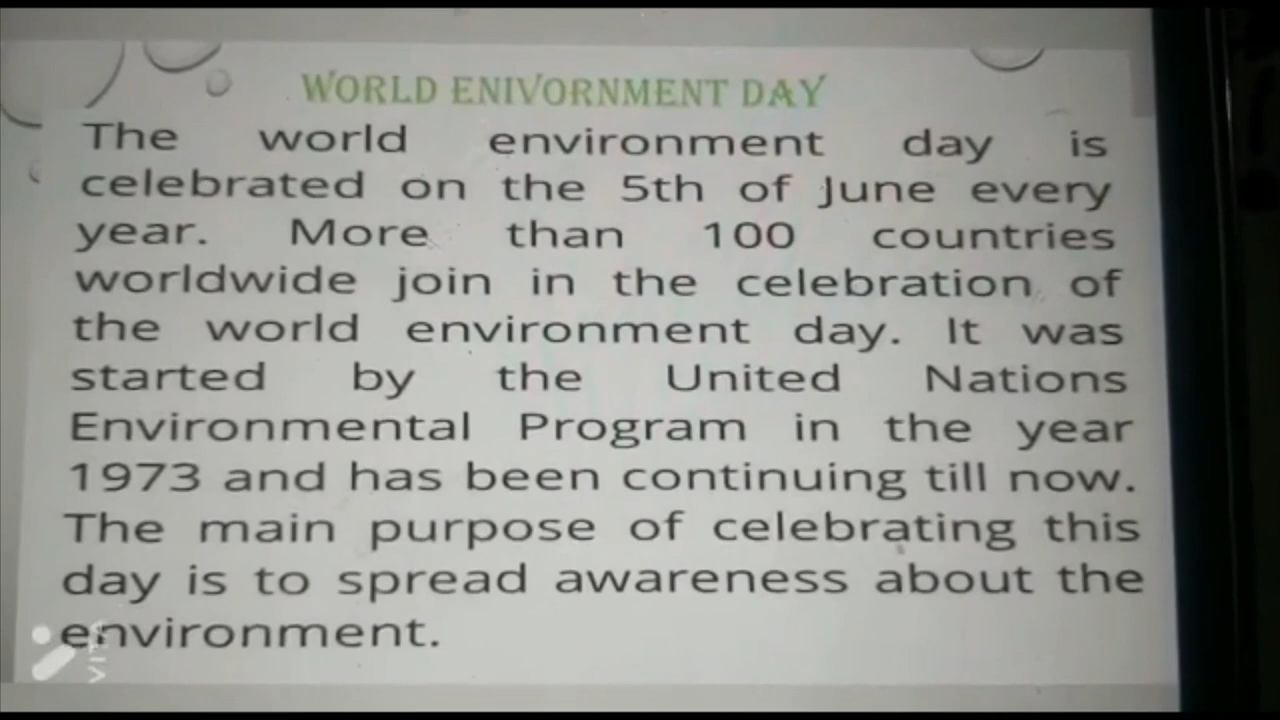 WORLD ENIVORNMENT DAY
The world environment day is
celebrated on the 5th of June every
year. More than 100 countries
worldwide join in the celebration of
the world environment day. It was
started by the United Nations
Environmental Program in the year
1973 and has been continuing till now.
The main purpose of celebrating this
day is to spread awareness about the
environment.
VITA